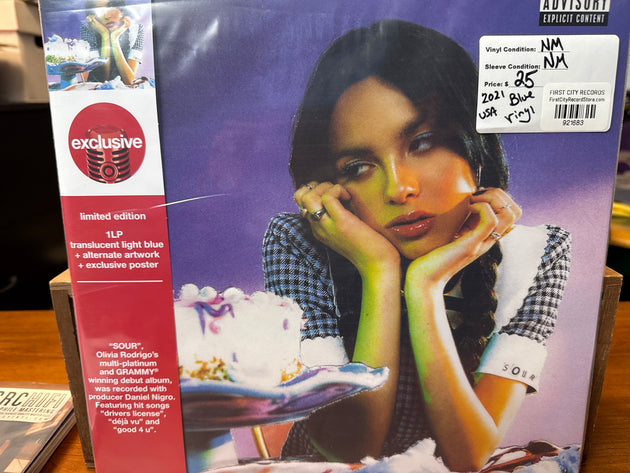 ADVISORY
EXPLICIT CONTENT
Vinyl Condition: NM
Sleeve Condition: NM
Price: $ 25
2021 Blue
USA vinyl
FIRST CITY RECORDS
FirstCityRecordStore.com
921683
exclusive
limited edition
1LP
translucent light blue
+ alternate artwork
+ exclusive poster
"SOUR",
Olivia Rodrigo's
multi-platinum
and GRAMMY®
winning debut album,
was recorded with
producer Daniel Nigro.
Featuring hit songs
"drivers license",
"déjà vu" and
"good 4 u".
SOUR
MASTERING